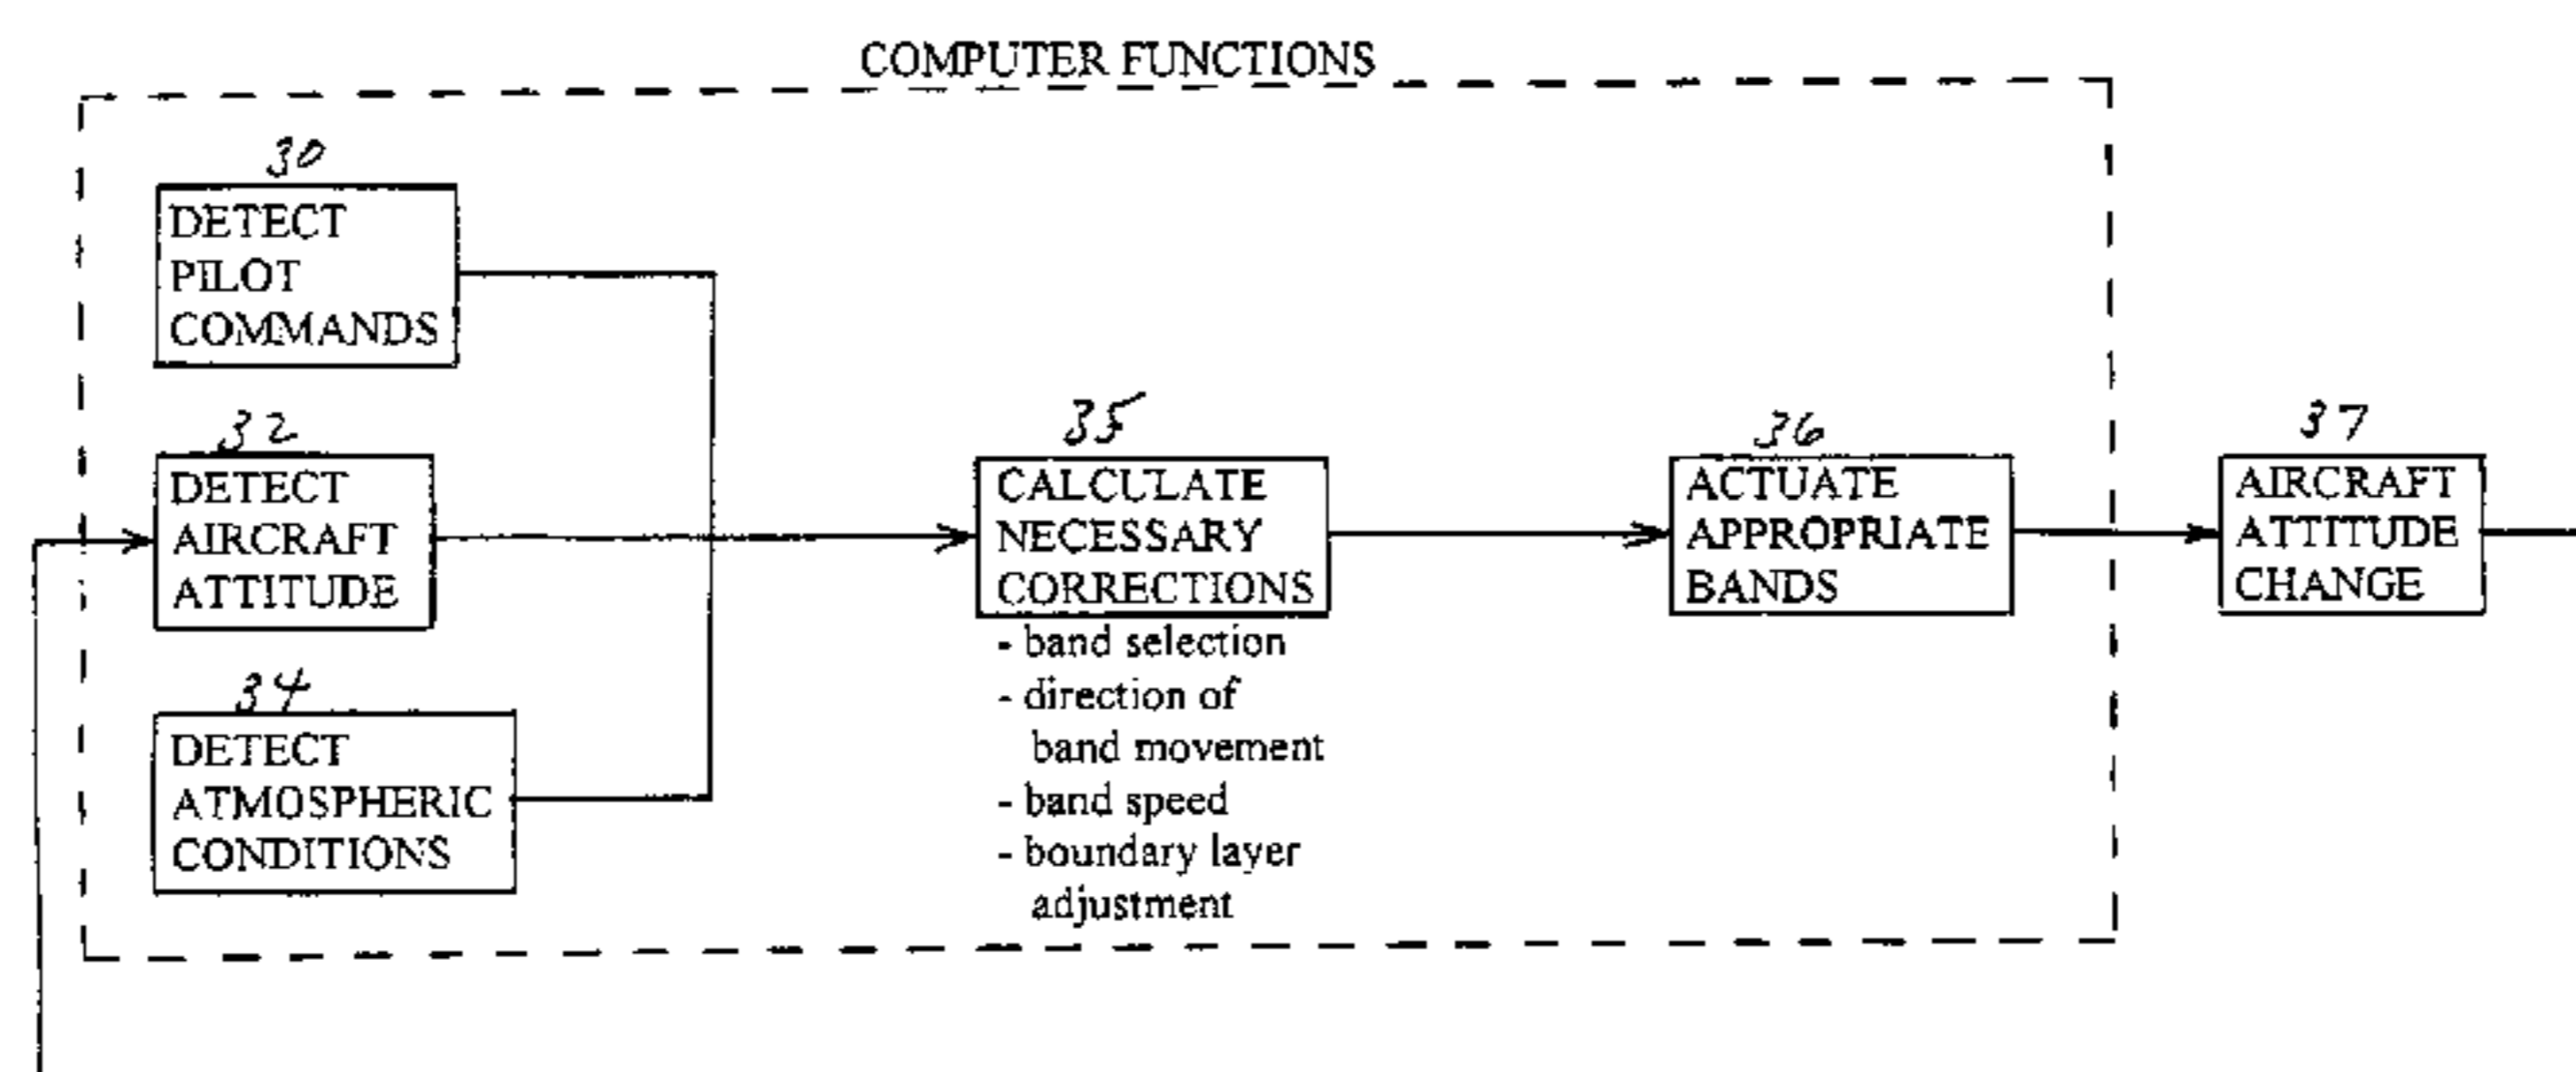 COMPUTER FUNCTIONS
30
DETECT
PILOT
COMMANDS
32
DETECT
AIRCRAFT
ATTITUDE
34
DETECT
ATMOSPHERIC
CONDITIONS
35
CALCULATE
NECESSARY
CORRECTIONS
- band selection
- direction of
band movement
- band speed
- boundary layer
adjustment
36
ACTUATE
APPROPRIATE
BANDS
37
AIRCRAFT
ATTITUDE
CHANGE